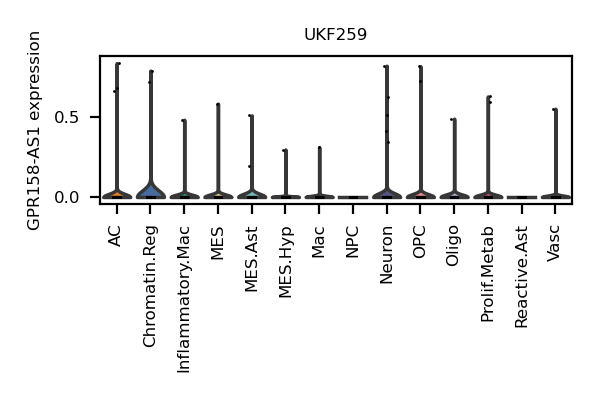 UKF259
GPR158-AS1 expression
0.5
0.0
AC
Chromatin.Reg
Inflammatory.Mac
MES
MES.Ast
MES.Hyp
Mac
NPC
Neuron
OPC
Oligo
Prolif.Metab
Reactive.Ast
Vasc